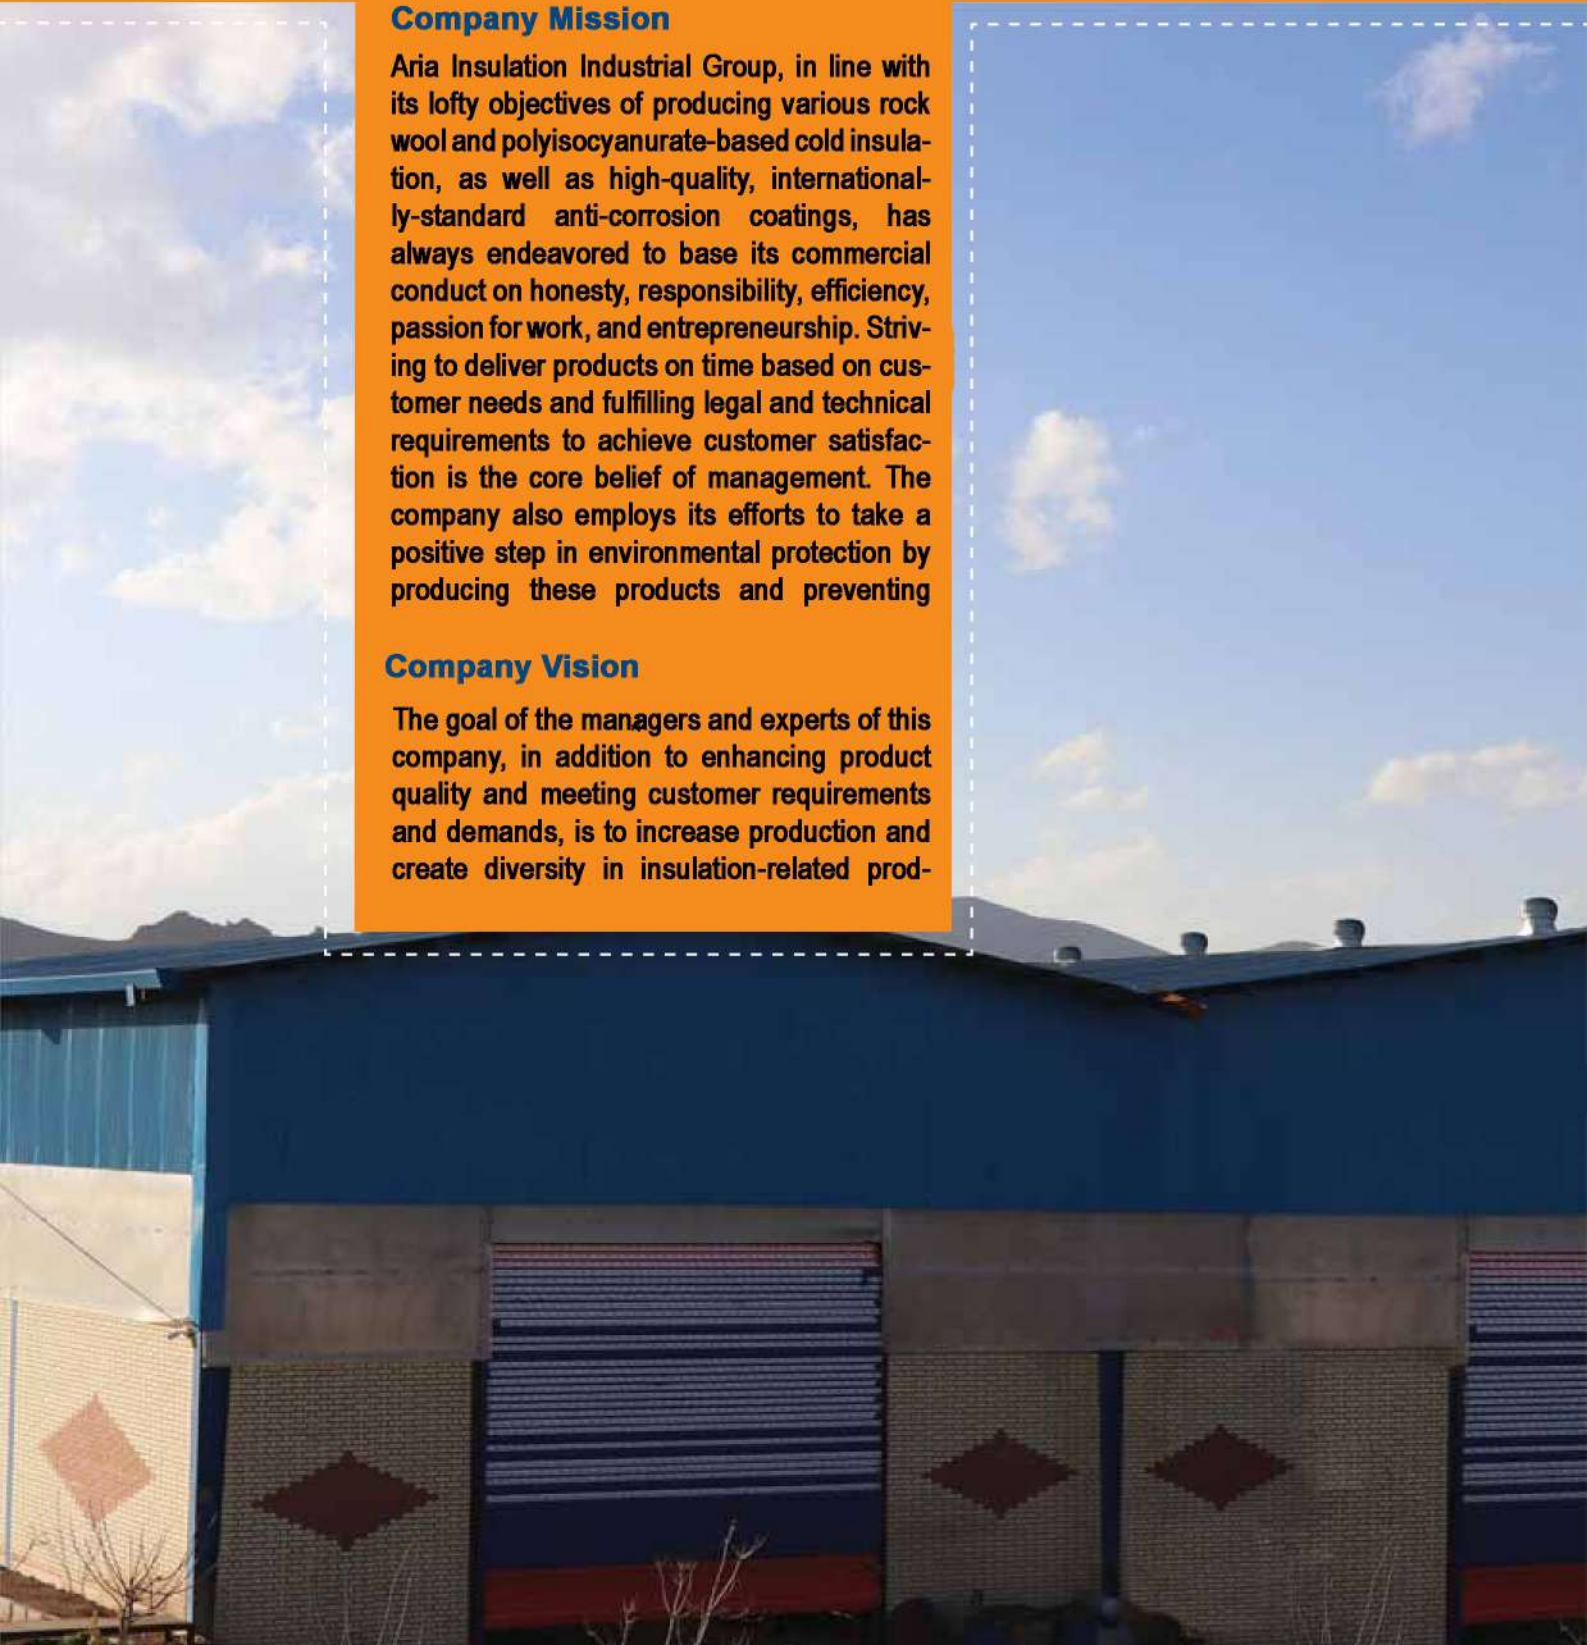 Company Mission
Aria Insulation Industrial Group, in line with
its lofty objectives of producing various rock
wool and polyisocyanurate-based cold insula-
tion, as well as high-quality, international-
ly-standard anti-corrosion coatings, has
always endeavored to base its commercial
conduct on honesty, responsibility, efficiency,
passion for work, and entrepreneurship. Striv-
ing to deliver products on time based on cus-
tomer needs and fulfilling legal and technical
requirements to achieve customer satisfac-
tion is the core belief of management. The
company also employs its efforts to take a
positive step in environmental protection by
producing these products and preventing
Company Vision
The goal of the managers and experts of this
company, in addition to enhancing product
quality and meeting customer requirements
and demands, is to increase production and
create diversity in insulation-related prod-